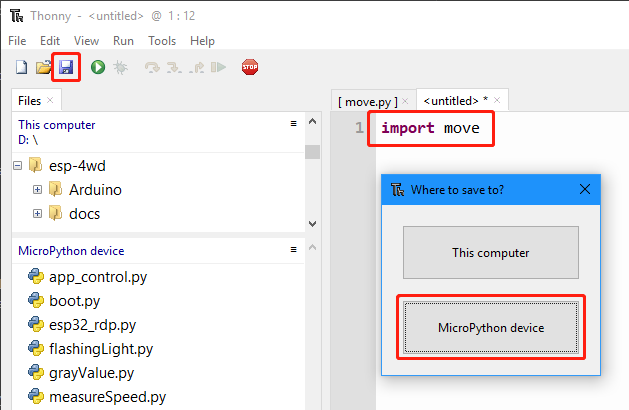 Thonny - <untitled> @ 1 : 12
File Edit View Run Tools Help
STOP
Files ×
[ move.py ] ×
<untitled> * ×
This computer
D: \
esp-4wd
Arduino
docs
MicroPython device
app_control.py
boot.py
esp32_rdp.py
flashingLight.py
grayValue.py
measureSpeed.py
1 import move
Where to save to?
This computer
MicroPython device